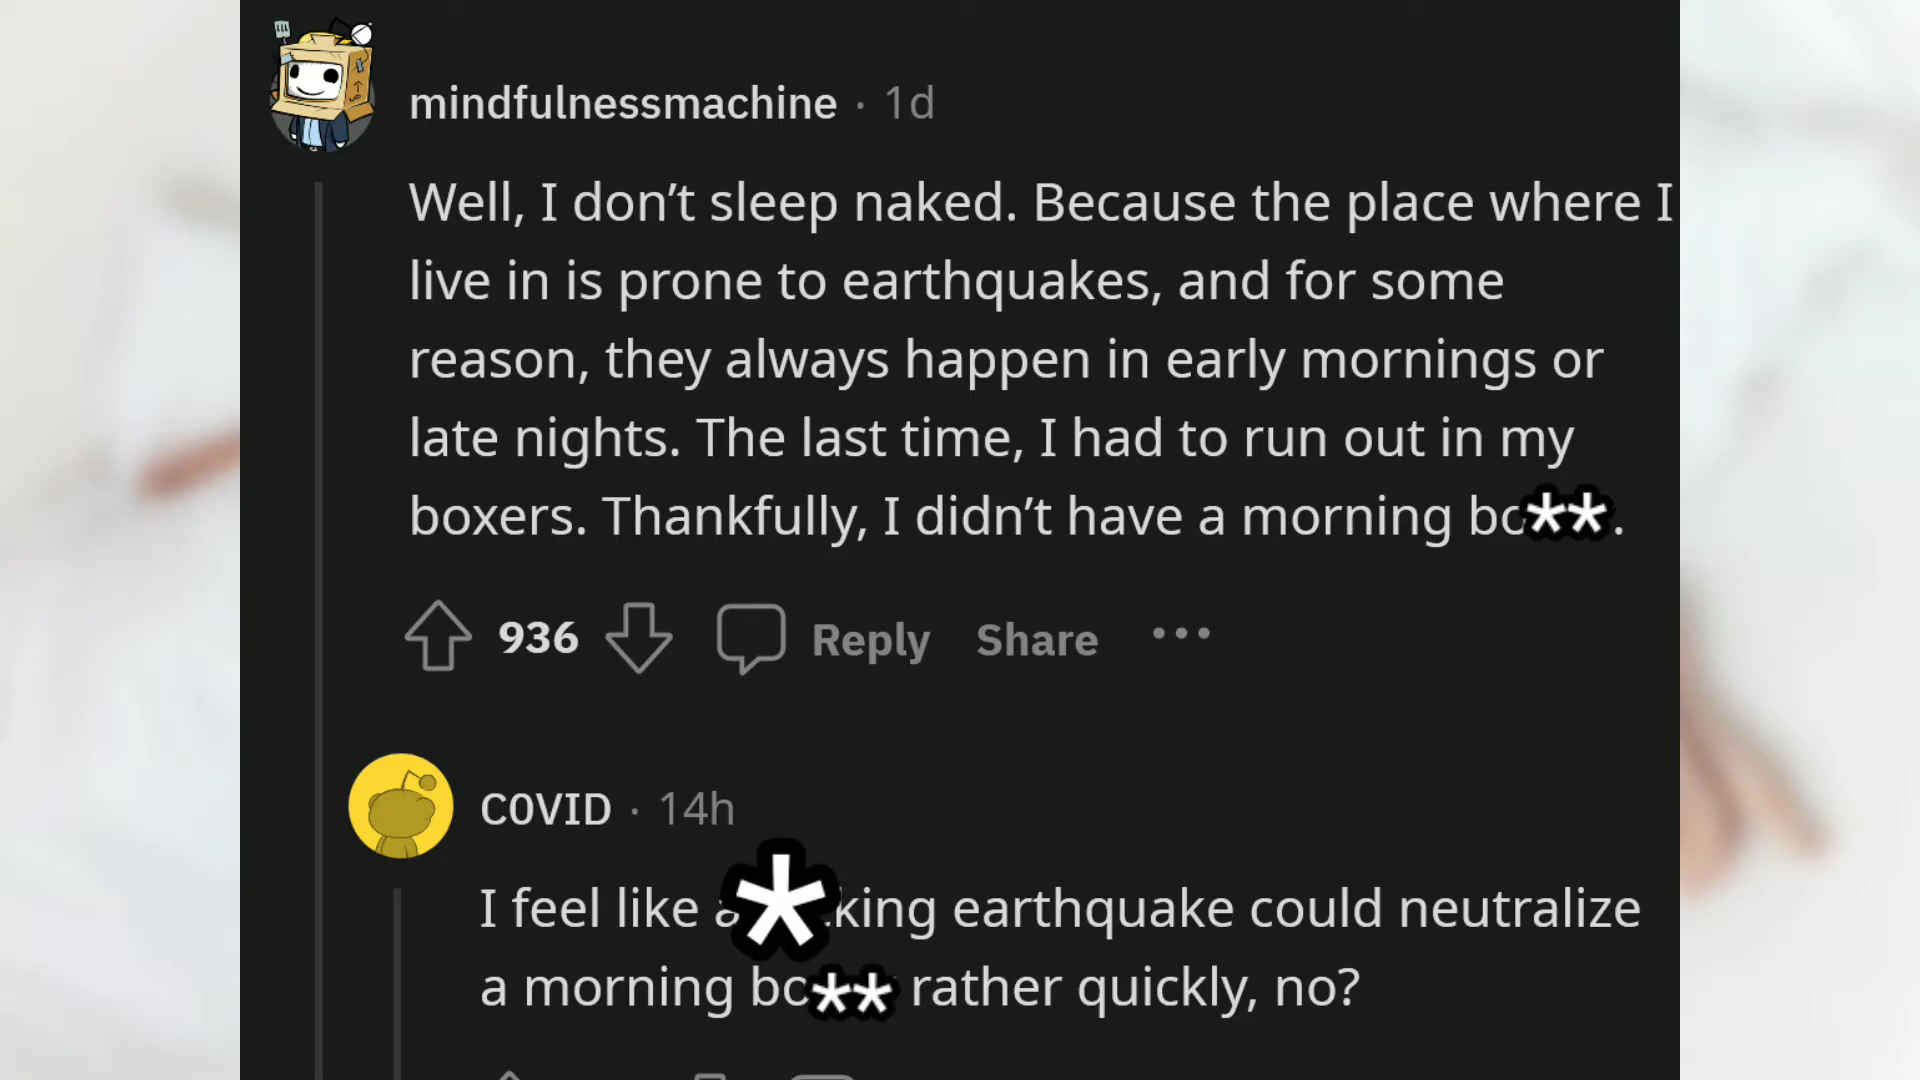 mindfulnessmachine · 1d
Well, I don’t sleep naked. Because the place where I
live in is prone to earthquakes, and for some
reason, they always happen in early mornings or
late nights. The last time, I had to run out in my
boxers. Thankfully, I didn’t have a morning bo**.
936 Reply Share ···
C0VID · 14h
I feel like a *king earthquake could neutralize
a morning bo** rather quickly, no?